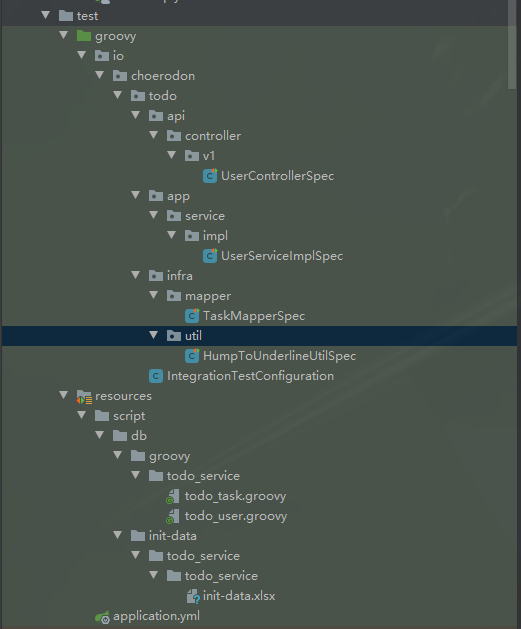 test
groovy
io
choerodon
todo
api
controller
v1
UserControllerSpec
app
service
impl
UserServiceImplSpec
infra
mapper
TaskMapperSpec
util
HumpToUnderlineUtilSpec
IntegrationTestConfiguration
resources
script
db
groovy
todo_service
todo_task.groovy
todo_user.groovy
init-data
todo_service
todo_service
init-data.xlsx
application.yml